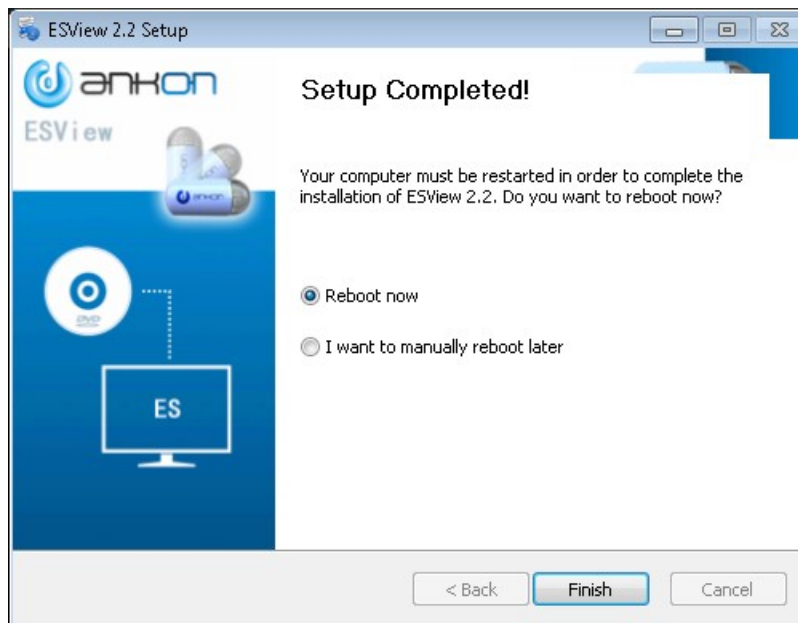 ESView 2.2 Setup
ankon
ESView
Setup Completed!
Your computer must be restarted in order to complete the
installation of ESView 2.2. Do you want to reboot now?
Reboot now
I want to manually reboot later
DVD
ES
ankon
< Back
Finish
Cancel